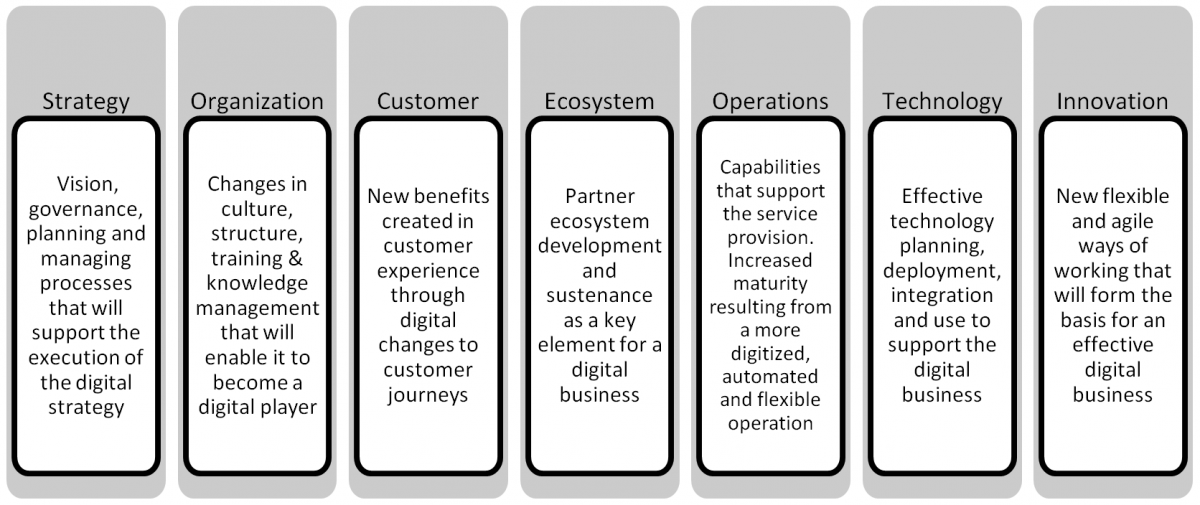 Strategy
Vision,
governance,
planning and
managing
processes
that will
support the
execution of
the digital
strategy
Organization
Changes in
culture,
structure,
training &
knowledge
management
that will
enable it to
become a
digital player
Customer
New benefits
created in
customer
experience
through
digital
changes to
customer
journeys
Ecosystem
Partner
ecosystem
development
and
sustenance
as a key
element for a
digital
business
Operations
Capabilities
that support
the service
provision.
Increased
maturity
resulting from
a more
digitized,
automated
and flexible
operation
Technology
Effective
technology
planning,
deployment,
integration
and use to
support the
digital
business
Innovation
New flexible
and agile
ways of
working that
will form the
basis for an
effective
digital
business